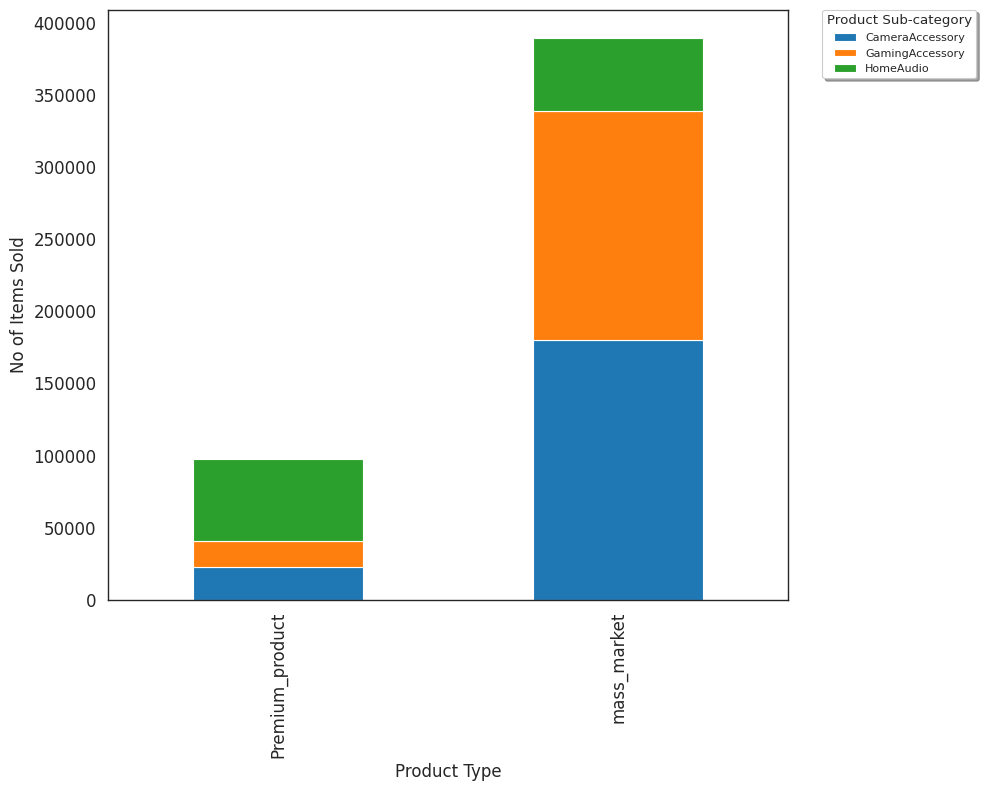 No of Items Sold
400000
350000
300000
250000
200000
150000
100000
50000
0
Premium_product
mass_market
Product Type
Product Sub-category
CameraAccessory
GamingAccessory
HomeAudio